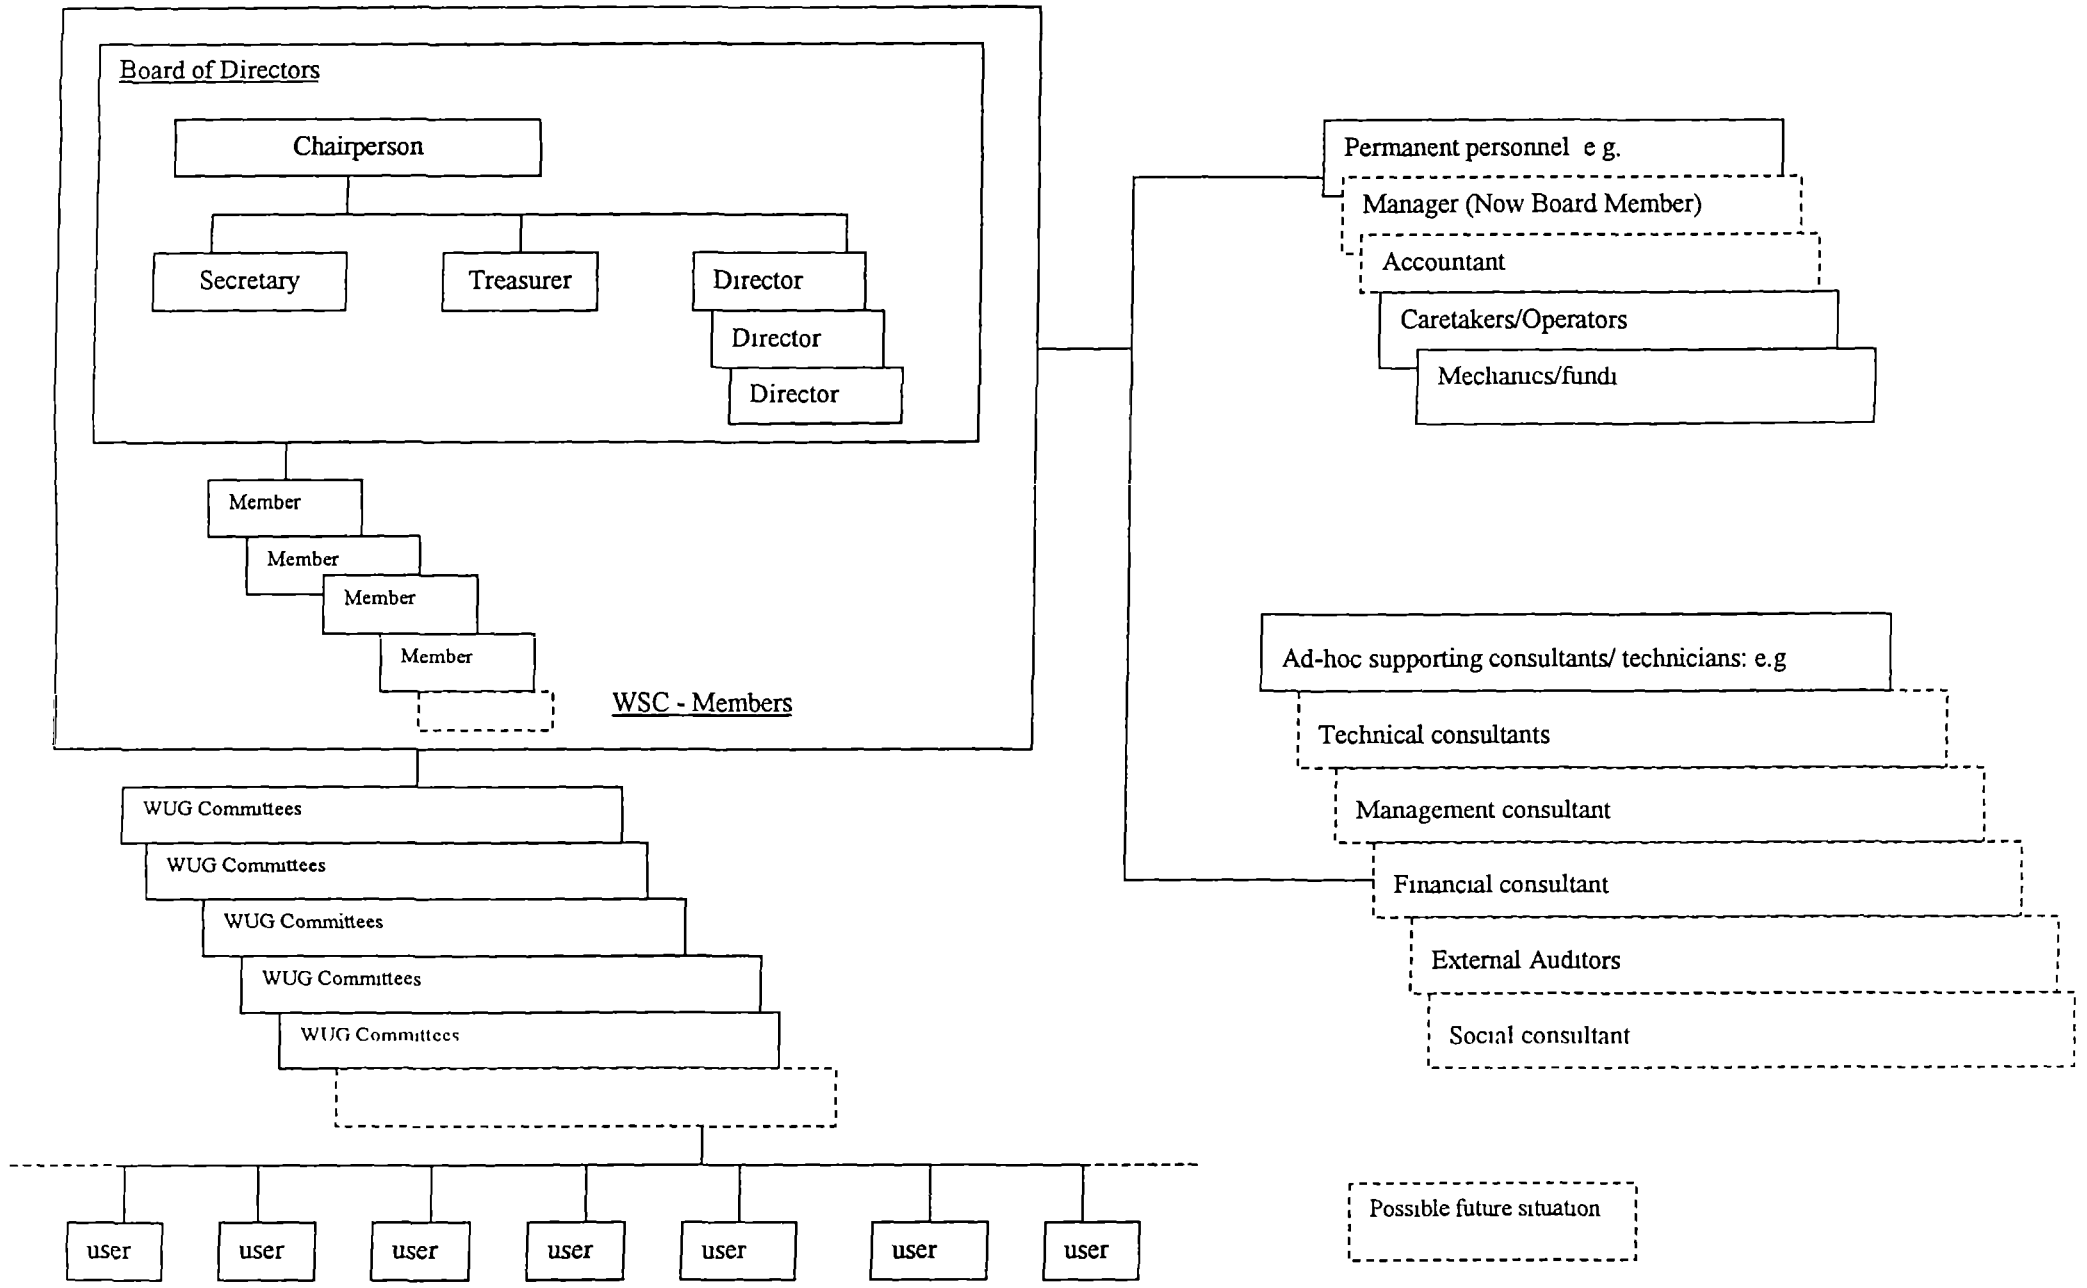 Board of Directors
Chairperson
Secretary
Treasurer
Director
Director
Director
Member
Member
Member
Member
WSC - Members
WUG Committees
WUG Committees
WUG Committees
WUG Committees
WUG Committees
user
user
user
user
user
user
user
Permanent personnel e g.
Manager (Now Board Member)
Accountant
Caretakers/Operators
Mechanics/fundi
Ad-hoc supporting consultants/ technicians: e.g
Technical consultants
Management consultant
Financial consultant
External Auditors
Social consultant
Possible future situation